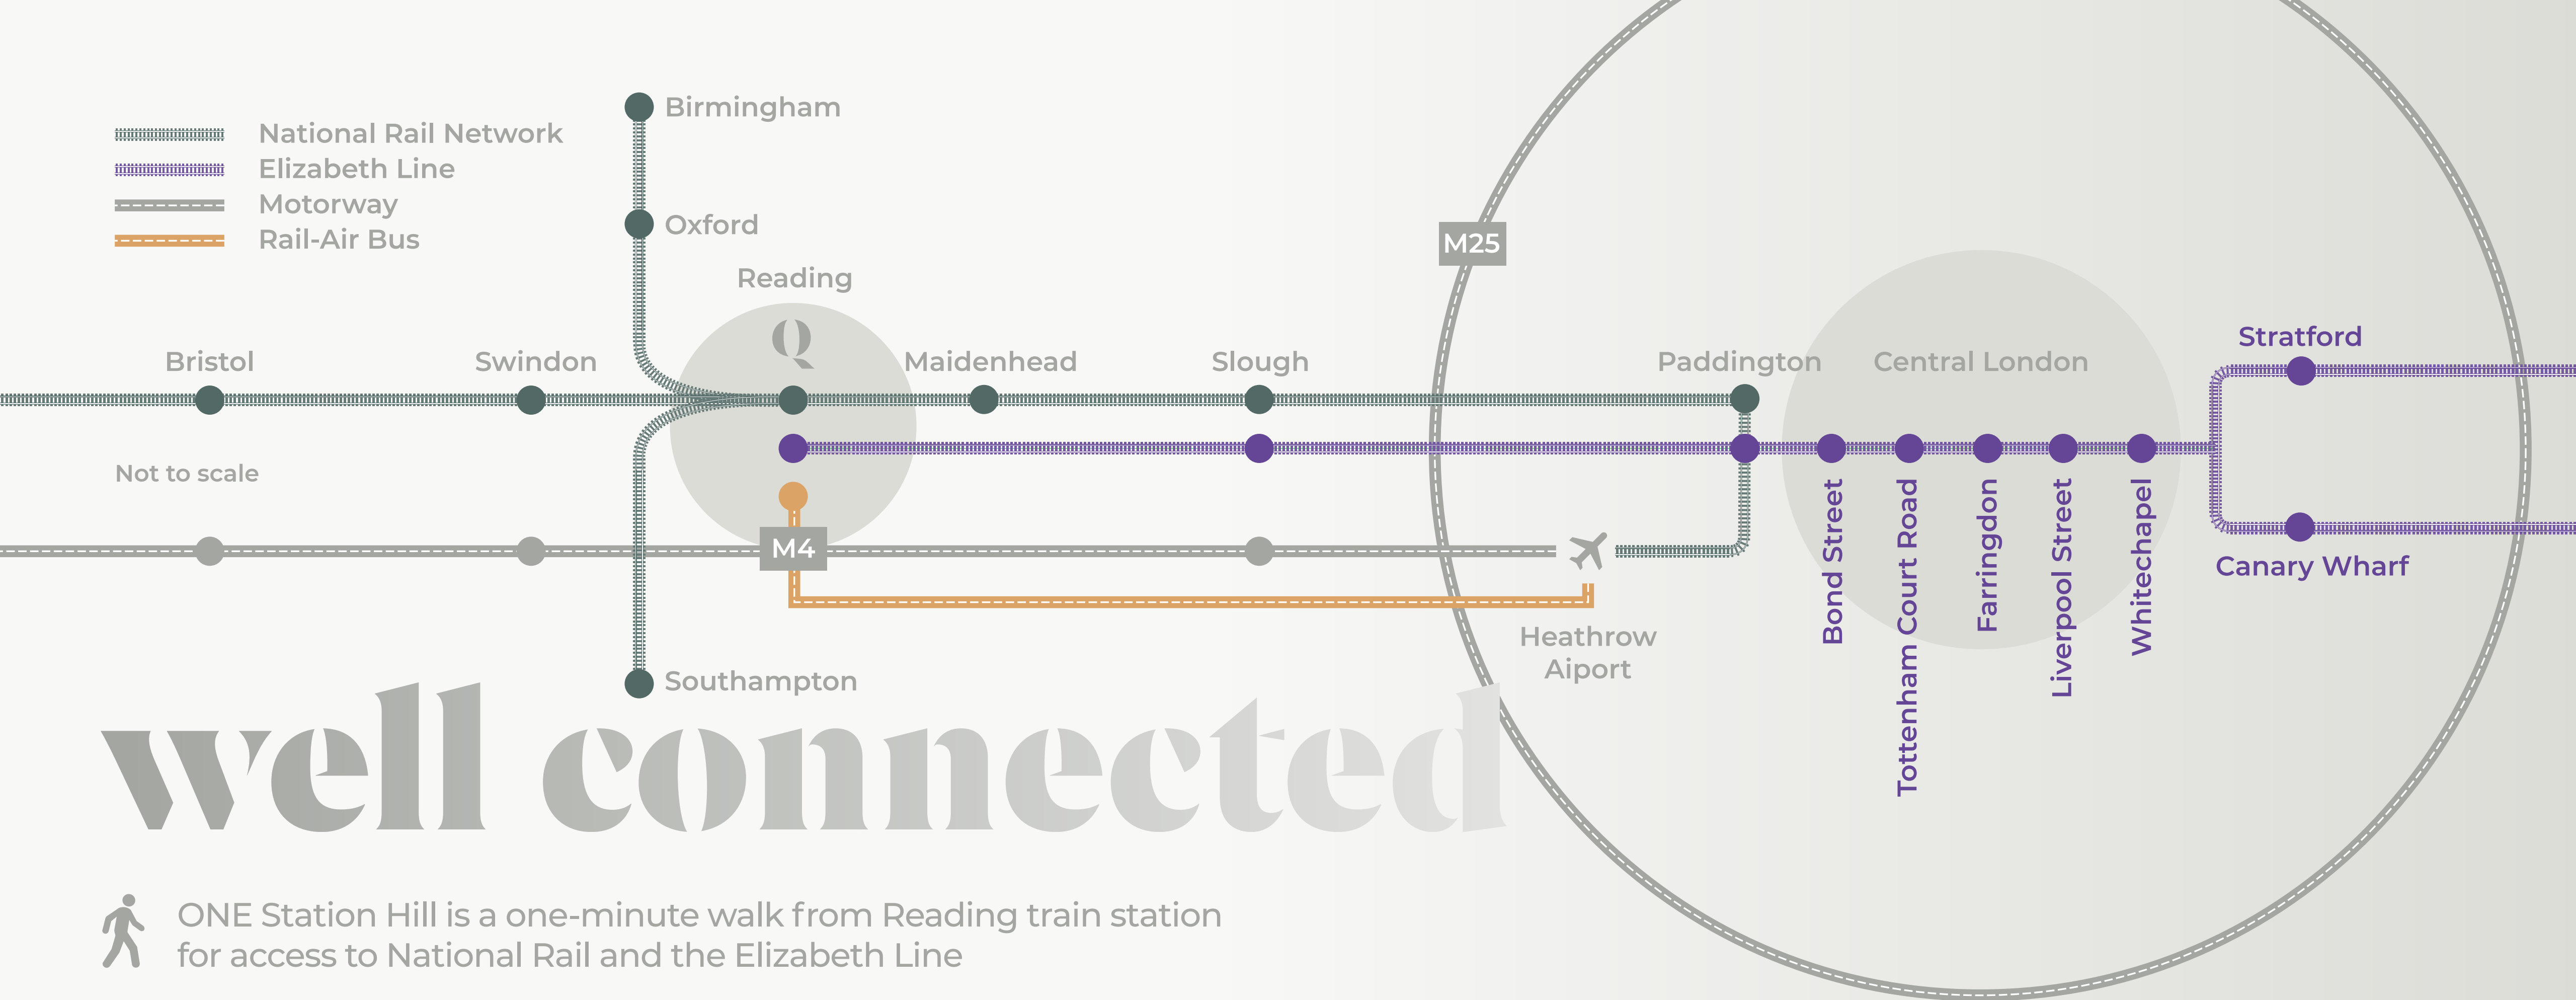 National Rail Network
Elizabeth Line
Motorway
Rail-Air Bus
Birmingham
Oxford
Reading
Q
M25
Bristol
Swindon
Maidenhead
Slough
Paddington
Central London
Stratford
Not to scale
M4
Bond Street
Tottenham Court Road
Farringdon
Liverpool Street
Whitechapel
Canary Wharf
Heathrow
Aiport
Southampton
well connected
ONE Station Hill is a one-minute walk from Reading train station
for access to National Rail and the Elizabeth Line